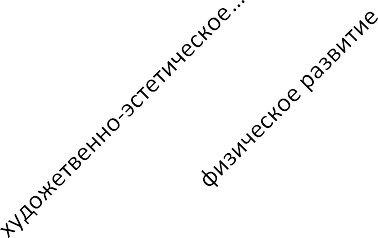 художетвенно-эстетическое...
физическое развитие